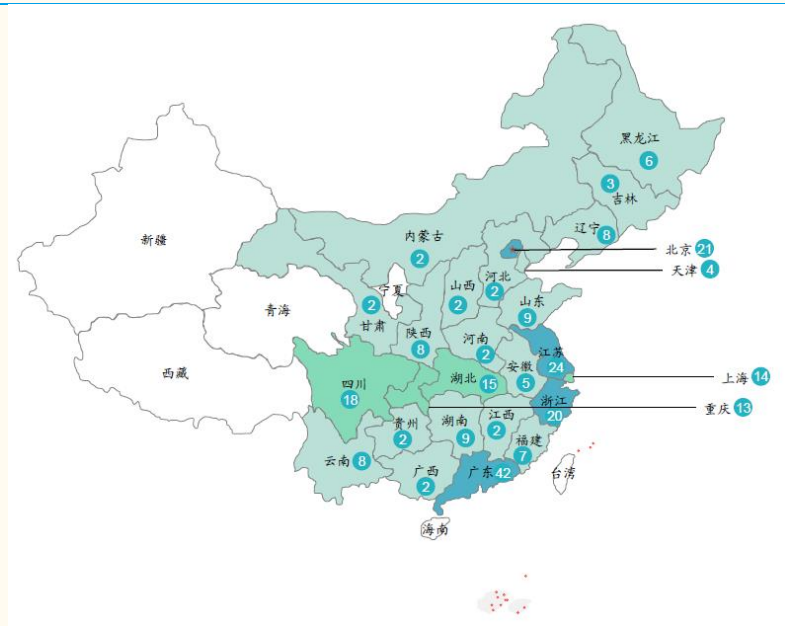 黑龙江
6
3
吉林
辽宁 8
内蒙古
2
新疆
北京 21
天津 4
宁夏
山西
2
河北
2
山东
9
青海
2
甘肃
陕西
8
河南
2
江苏
24
安徽
5
西藏
四川
18
湖北 15
上海 14
浙江
20
重庆 13
贵州
2
湖南
9
江西
2
福建
7
云南 8
广西
2
广东 42
台湾
海南